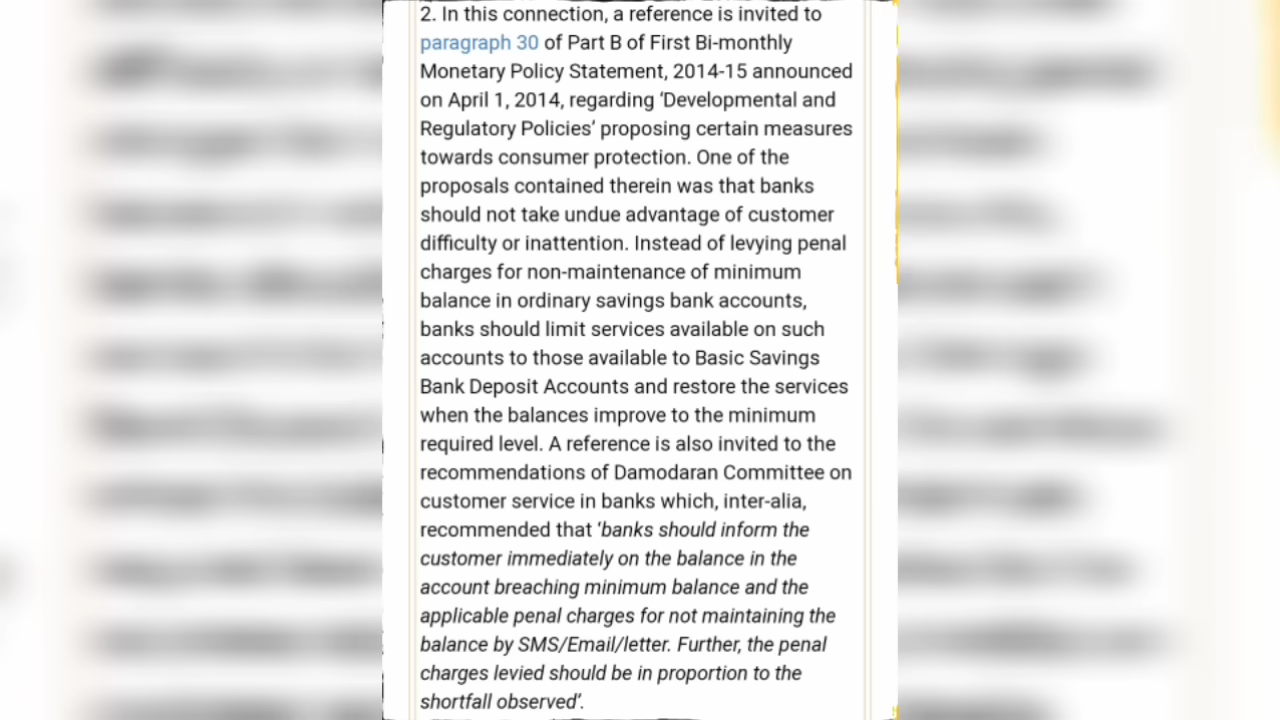 2. In this connection, a reference is invited to
paragraph 30 of Part B of First Bi-monthly
Monetary Policy Statement, 2014-15 announced
on April 1, 2014, regarding ‘Developmental and
Regulatory Policies’ proposing certain measures
towards consumer protection. One of the
proposals contained therein was that banks
should not take undue advantage of customer
difficulty or inattention. Instead of levying penal
charges for non-maintenance of minimum
balance in ordinary savings bank accounts,
banks should limit services available on such
accounts to those available to Basic Savings
Bank Deposit Accounts and restore the services
when the balances improve to the minimum
required level. A reference is also invited to the
recommendations of Damodaran Committee on
customer service in banks which, inter-alia,
recommended that ‘banks should inform the
customer immediately on the balance in the
account breaching minimum balance and the
applicable penal charges for not maintaining the
balance by SMS/Email/letter. Further, the penal
charges levied should be in proportion to the
shortfall observed’.